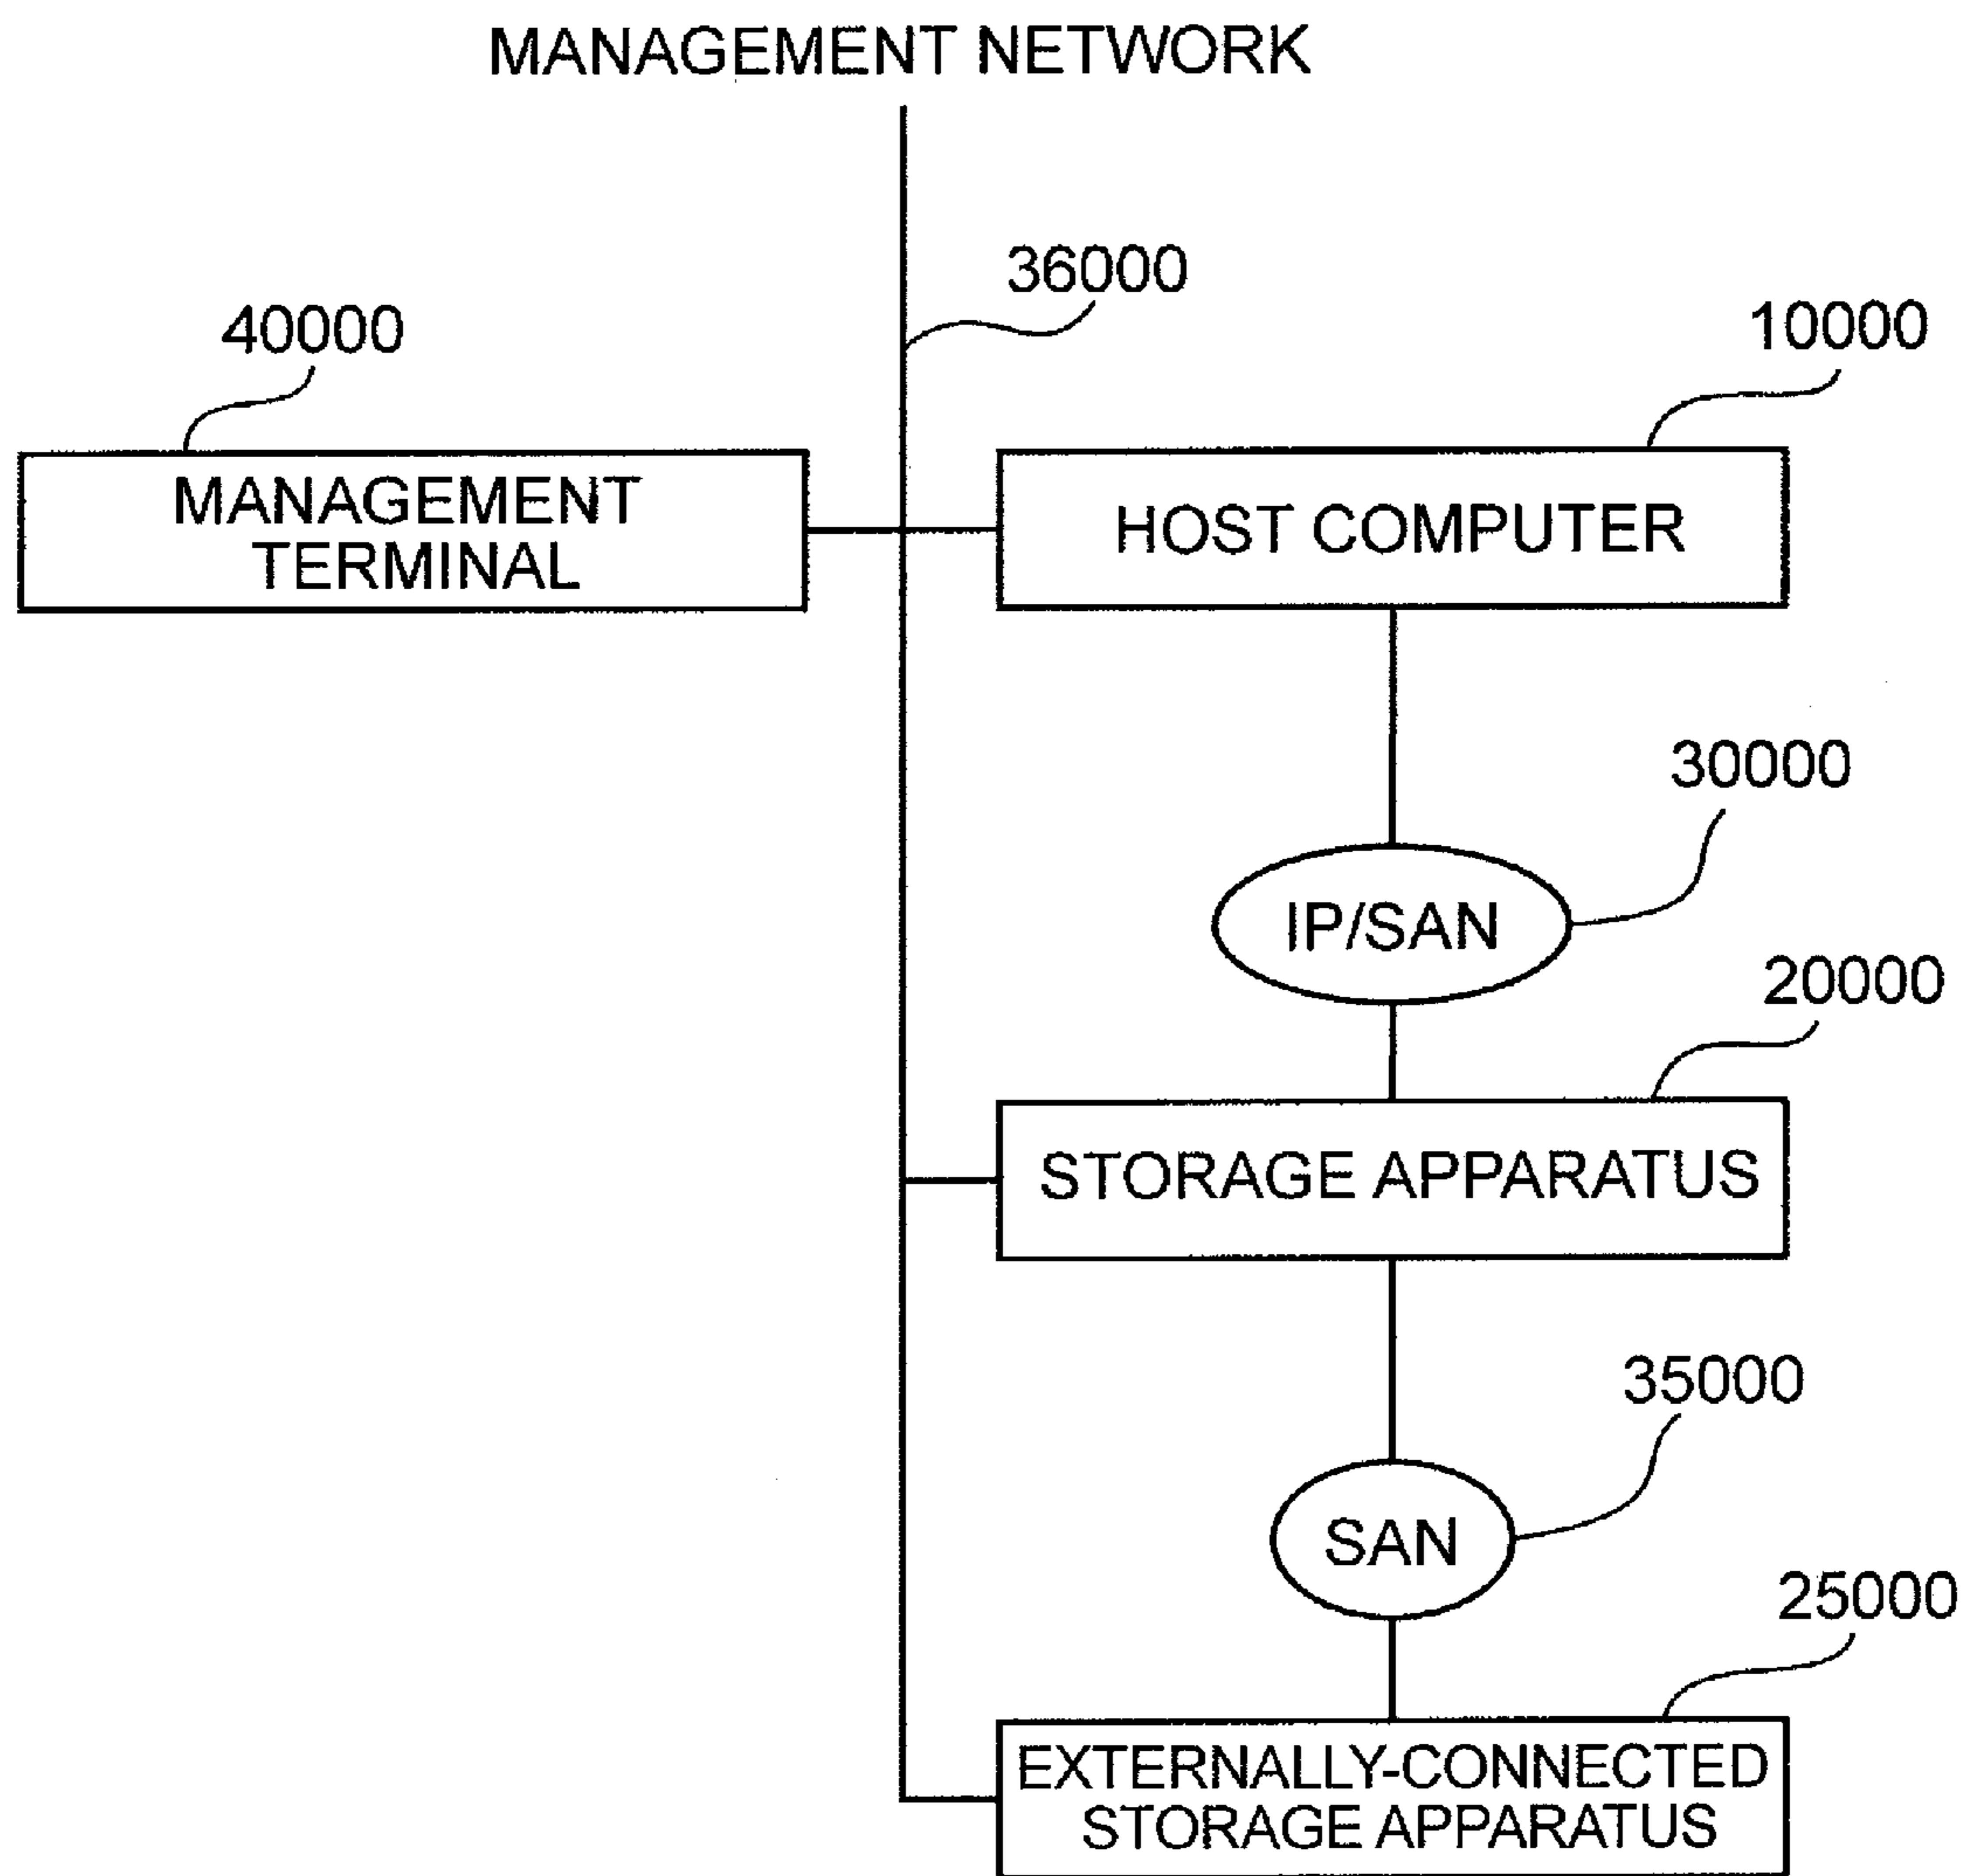 MANAGEMENT NETWORK
36000
40000
10000
MANAGEMENT
TERMINAL
HOST COMPUTER
30000
IP/SAN
20000
STORAGE APPARATUS
35000
SAN
25000
EXTERNALLY-CONNECTED
STORAGE APPARATUS